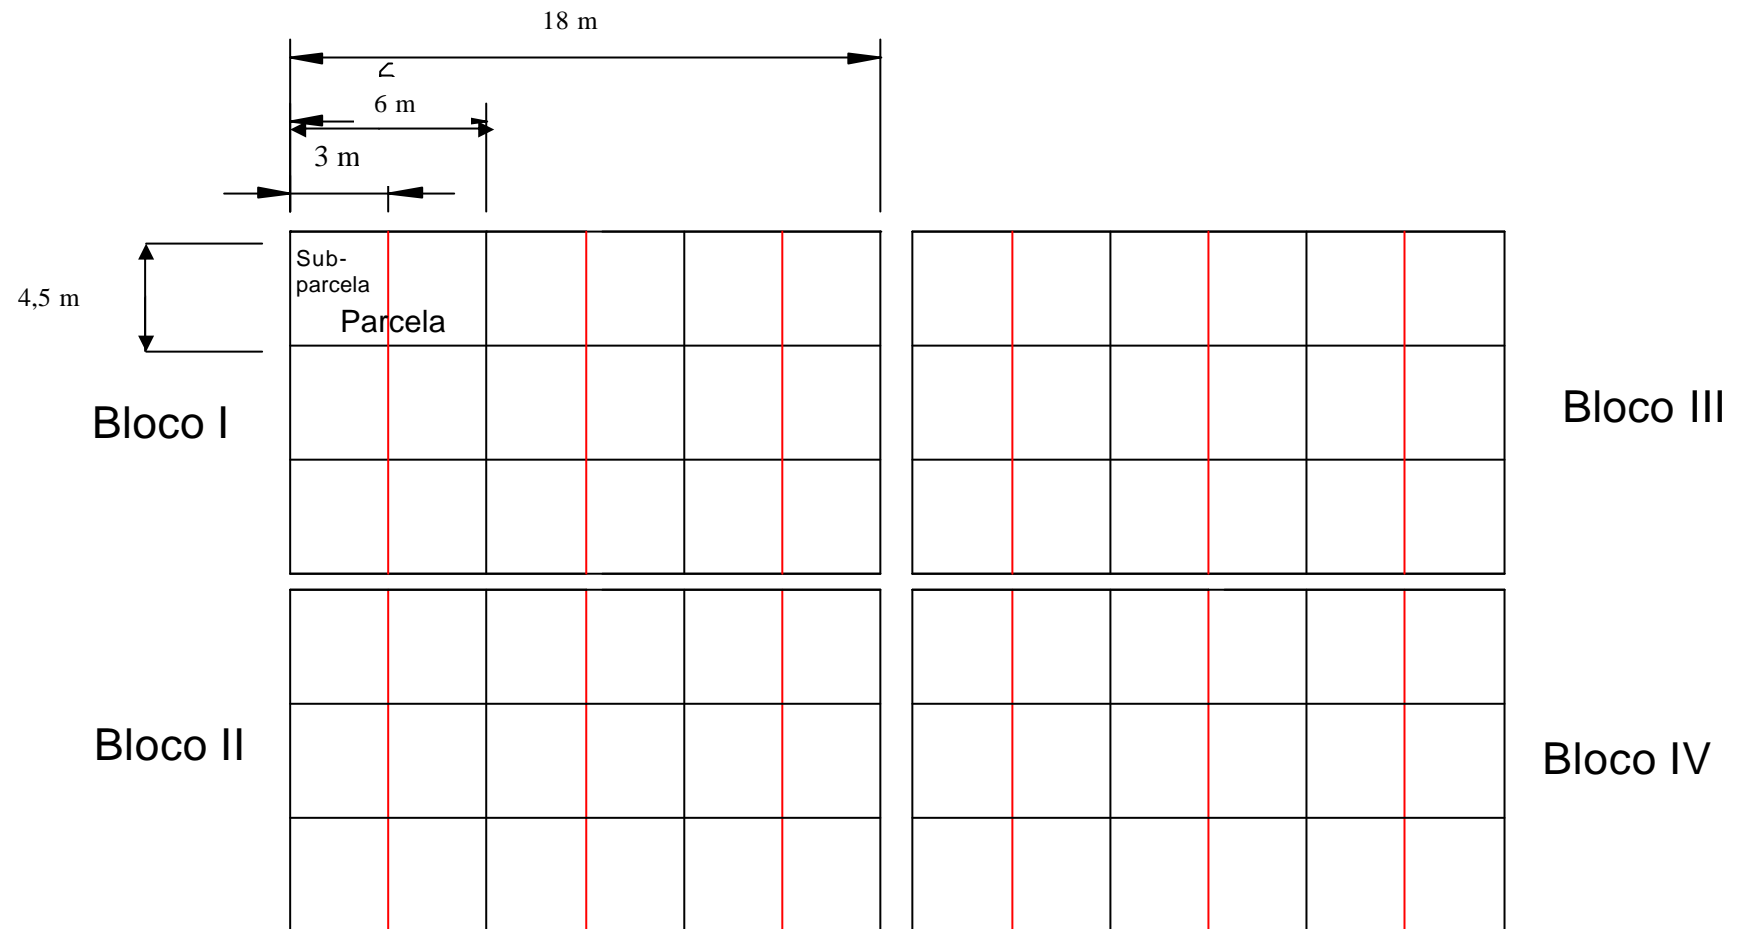 18 m
6 m
3 m
Sub-
parcela
4,5 m
Parcela
Bloco I
Bloco III
Bloco II
Bloco IV